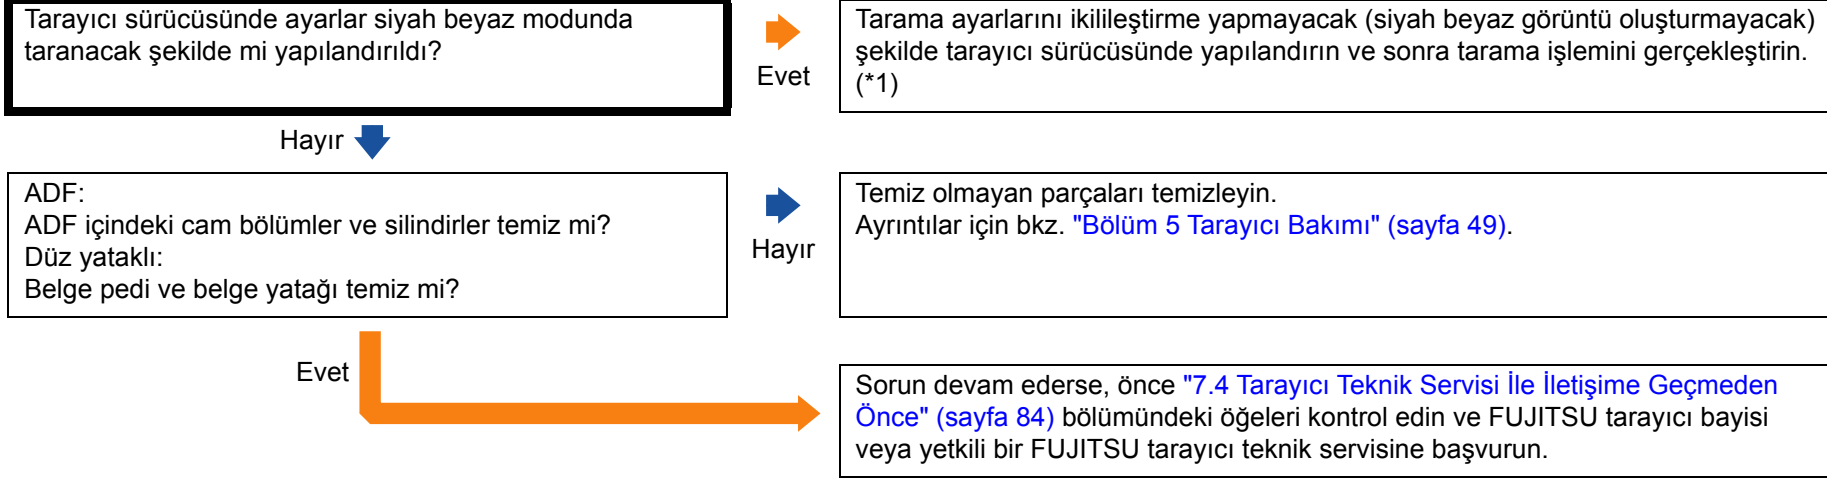 Tarayıcı sürücüsünde ayarlar siyah beyaz modunda
taranacak şekilde mi yapılandırıldı?
Evet
Tarama ayarlarını ikilileştirme yapmayacak (siyah beyaz görüntü oluşturmayacak)
şekilde tarayıcı sürücüsünde yapılandırın ve sonra tarama işlemini gerçekleştirin.
(*1)
Hayır
ADF:
ADF içindeki cam bölümler ve silindirler temiz mi?
Düz yataklı:
Belge pedi ve belge yatağı temiz mi?
Hayır
Temiz olmayan parçaları temizleyin.
Ayrıntılar için bkz. "Bölüm 5 Tarayıcı Bakımı" (sayfa 49).
Evet
Sorun devam ederse, önce "7.4 Tarayıcı Teknik Servisi İle İletişime Geçmeden
Önce" (sayfa 84) bölümündeki öğeleri kontrol edin ve FUJITSU tarayıcı bayisi
veya yetkili bir FUJITSU tarayıcı teknik servisine başvurun.